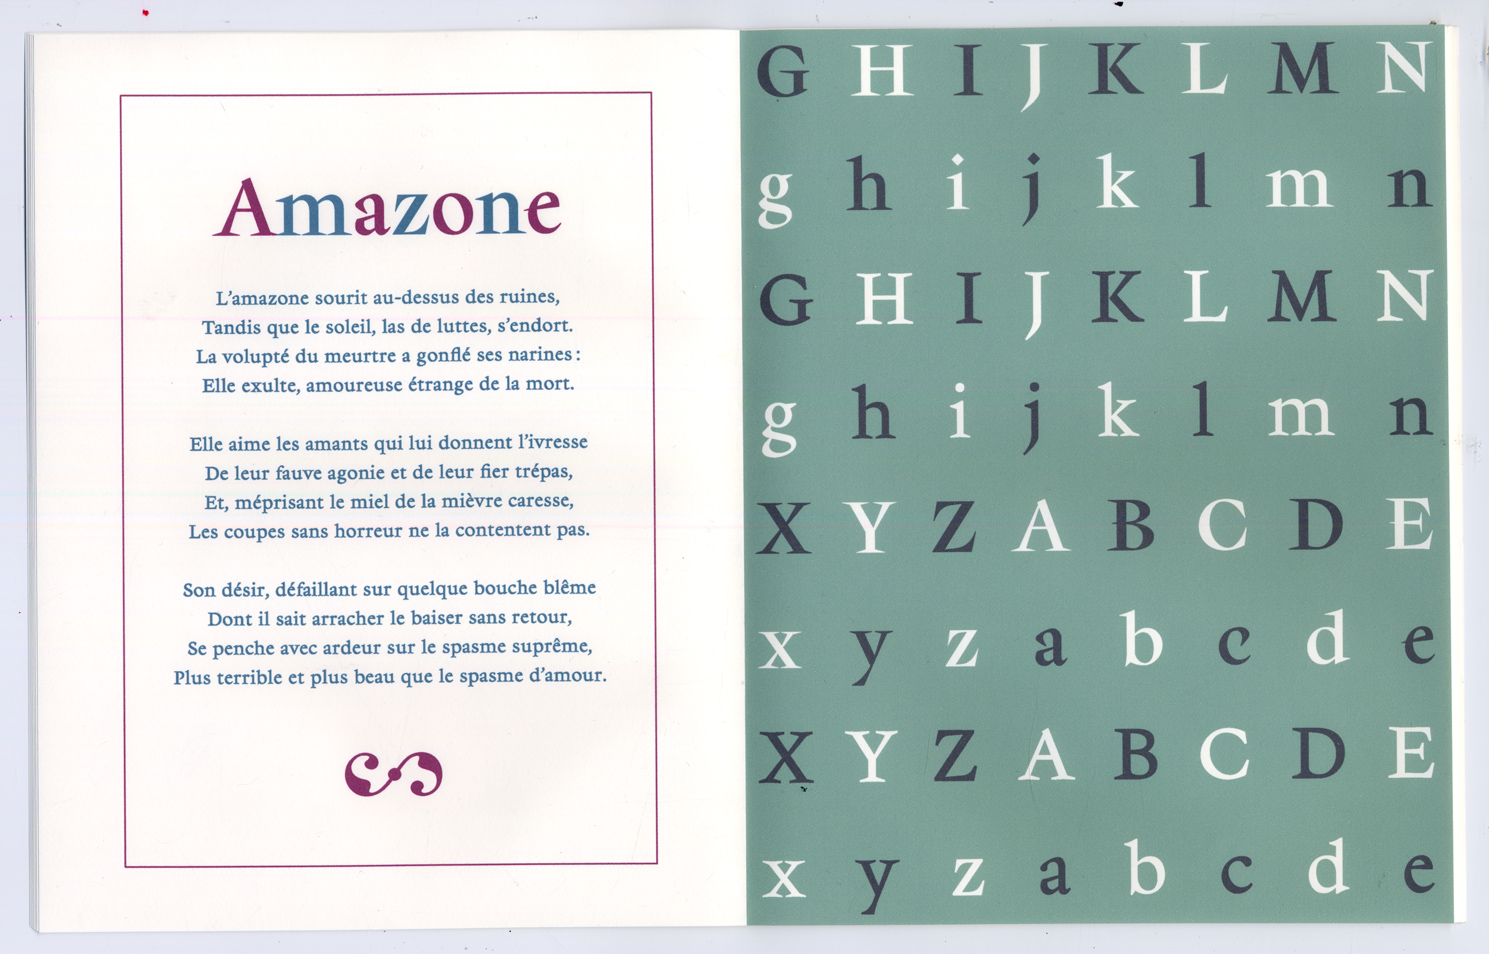 Amazone
L'amazone sourit au-dessus des ruines,
Tandis que le soleil, las de luttes, s'endort.
La volupté du meurtre a gonflé ses narines :
Elle exulte, amoureuse étrange de la mort.
Elle aime les amants qui lui donnent l'ivresse
De leur fauve agonie et de leur fier trépas,
Et, méprisant le miel de la mièvre caresse,
Les coupes sans horreur ne la contentent pas.
Son désir, défaillant sur quelque bouche blême
Dont il sait arracher le baiser sans retour,
Se penche avec ardeur sur le spasme suprême,
Plus terrible et plus beau que le spasme d'amour.
G H I J K L M N
g h i j k l m n
G H I J K L M N
g h i j k l m n
X Y Z A B C D E
x y z a b c d e
X Y Z A B C D E
x y z a b c d e